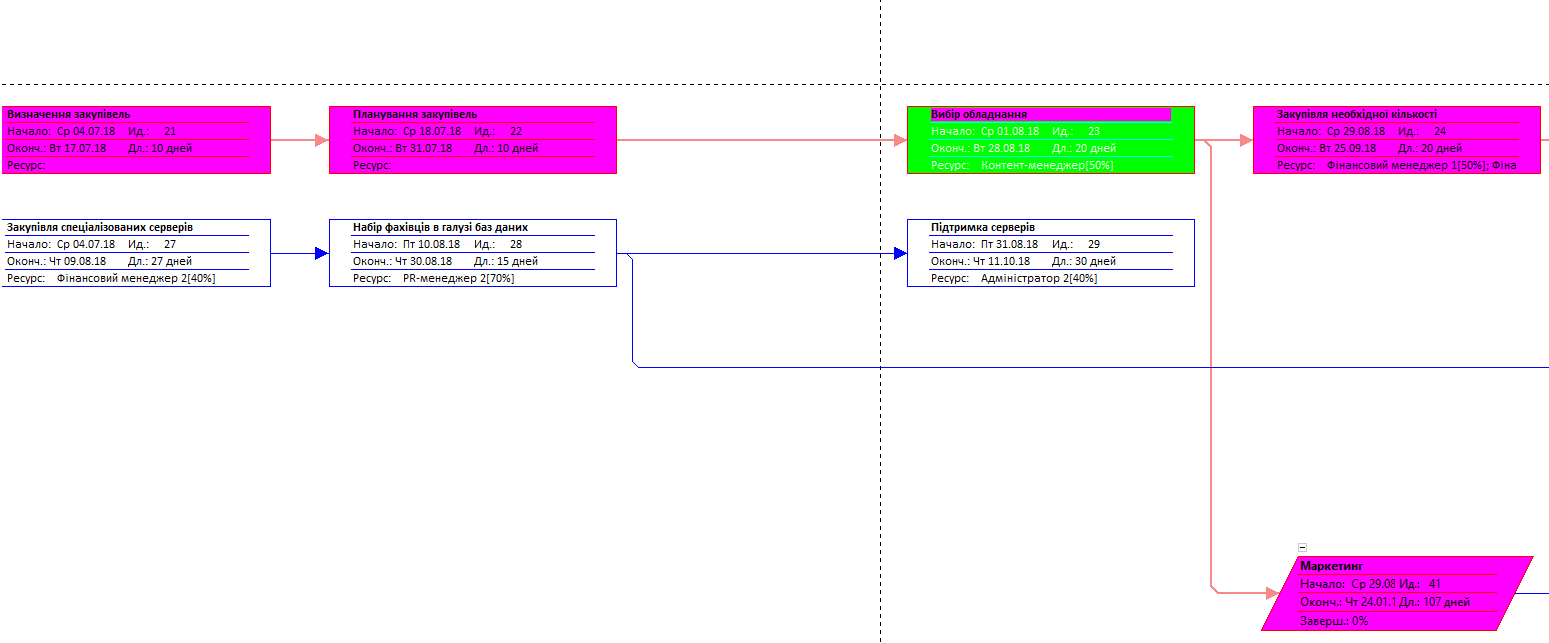 Визначення закупівель
Начало: Ср 04.07.18 Ид.: 21
Оконч.: Вт 17.07.18 Дл.: 10 дней
Ресурс:
Планування закупівель
Начало: Ср 18.07.18 Ид.: 22
Оконч.: Вт 31.07.18 Дл.: 10 дней
Ресурс:
Вибір обладнання
Начало: Ср 01.08.18 Ид.: 23
Оконч.: Вт 28.08.18 Дл.: 20 дней
Ресурс: Контент-менеджер[50%]
Закупівля необхідної кількості
Начало: Ср 29.08.18 Ид.: 24
Оконч.: Вт 25.09.18 Дл.: 20 дней
Ресурс: Фінансовий менеджер 1[50%]; Фіна
Закупівля спеціалізованих серверів
Начало: Ср 04.07.18 Ид.: 27
Оконч.: Чт 09.08.18 Дл.: 27 дней
Ресурс: Фінансовий менеджер 2[40%]
Набір фахівців в галузі баз даних
Начало: Пт 10.08.18 Ид.: 28
Оконч.: Чт 30.08.18 Дл.: 15 дней
Ресурс: PR-менеджер 2[70%]
Підтримка серверів
Начало: Пт 31.08.18 Ид.: 29
Оконч.: Чт 11.10.18 Дл.: 30 дней
Ресурс: Адміністратор 2[40%]
Маркетинг
Начало: Ср 29.08 Ид.: 41
Оконч.: Чт 24.01.1 Дл.: 107 дней
Заверш.: 0%